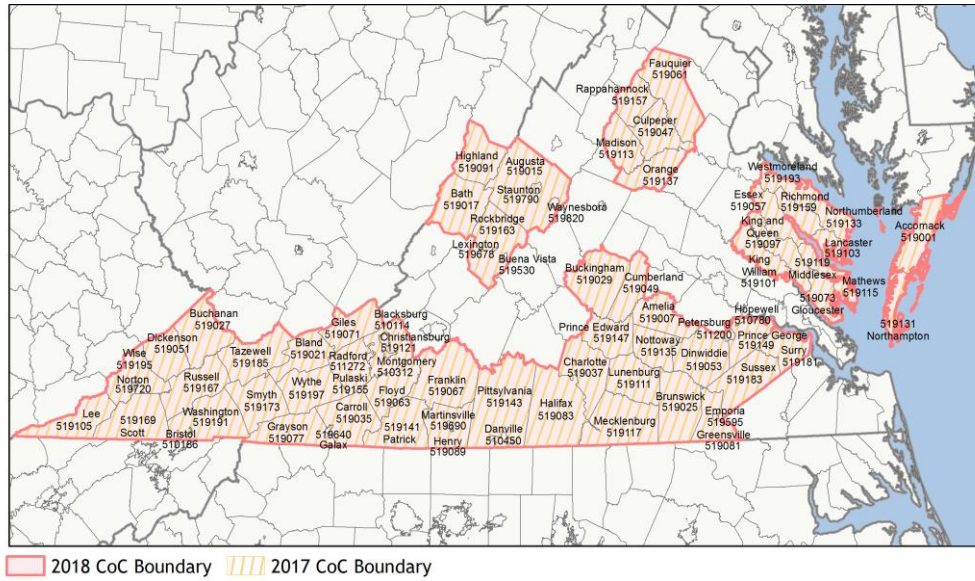 Fauquier
519061
Rappahannock
519157
Culpeper
519047
Madison
519113
Orange
519137
Highland
519091
Augusta
519015
Bath
519017
Staunton
519790
Waynesboro
519820
Rockbridge
519163
Lexington
519678
Buena Vista
519530
Westmoreland
519193
Essex
519057
Richmond
519159
Northumberland
519133
King and
Queen
519097
Lancaster
519103
King
William
519101
519119
Middlesex
Mathews
519115
519073
Gloucester
Accomack
519001
519131
Northampton
Buckingham
519029
Cumberland
519049
Amelia
519007
Hopewell
510780
Prince Edward
519147
Petersburg
511200
Prince George
519149
Nottoway
519135
Dinwiddie
519053
Surry
519181
Charlotte
519037
Lunenburg
519111
Sussex
519183
Brunswick
519025
Emporia
519595
Mecklenburg
519117
Greensville
519081
Buchanan
519027
Blacksburg
510114
Dickenson
519051
Giles
519071
Christiansburg
519121
Wise
519195
Tazewell
519185
Bland
519021
Radford
511272
Montgomery
510312
Norton
519720
Russell
519167
Wythe
519197
Pulaski
519155
Floyd
519063
Franklin
519067
Pittsylvania
519143
Halifax
519083
Smyth
519173
Lee
519105
519169
Scott
Washington
519191
Carroll
519035
Martinsville
519690
Bristol
510186
Grayson
519077
519640
Galax
519141
Patrick
Henry
519089
Danville
510450
2018 CoC Boundary
2017 CoC Boundary